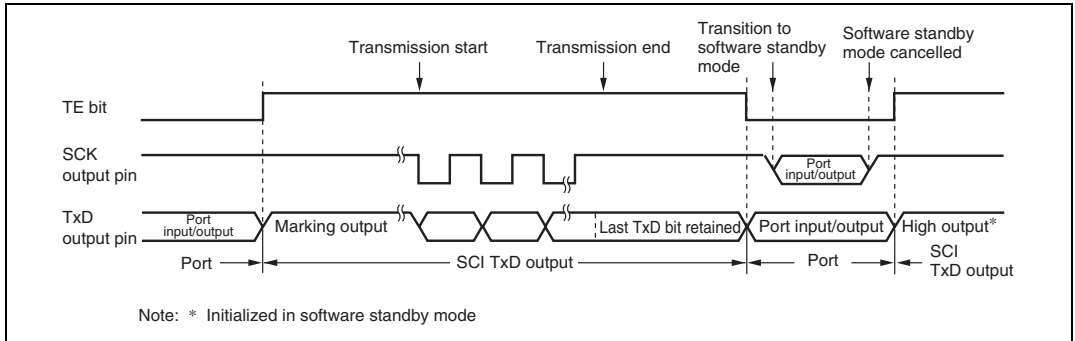 Transmission start
Transmission end
Transition to
software standby
mode
Software standby
mode cancelled
TE bit
SCK
output pin
Port
input/output
TxD
output pin
Port
input/output
Marking output
Last TxD bit retained
Port input/output
High output*
Port
SCI TxD output
Port
SCI
TxD output
Note: * Initialized in software standby mode